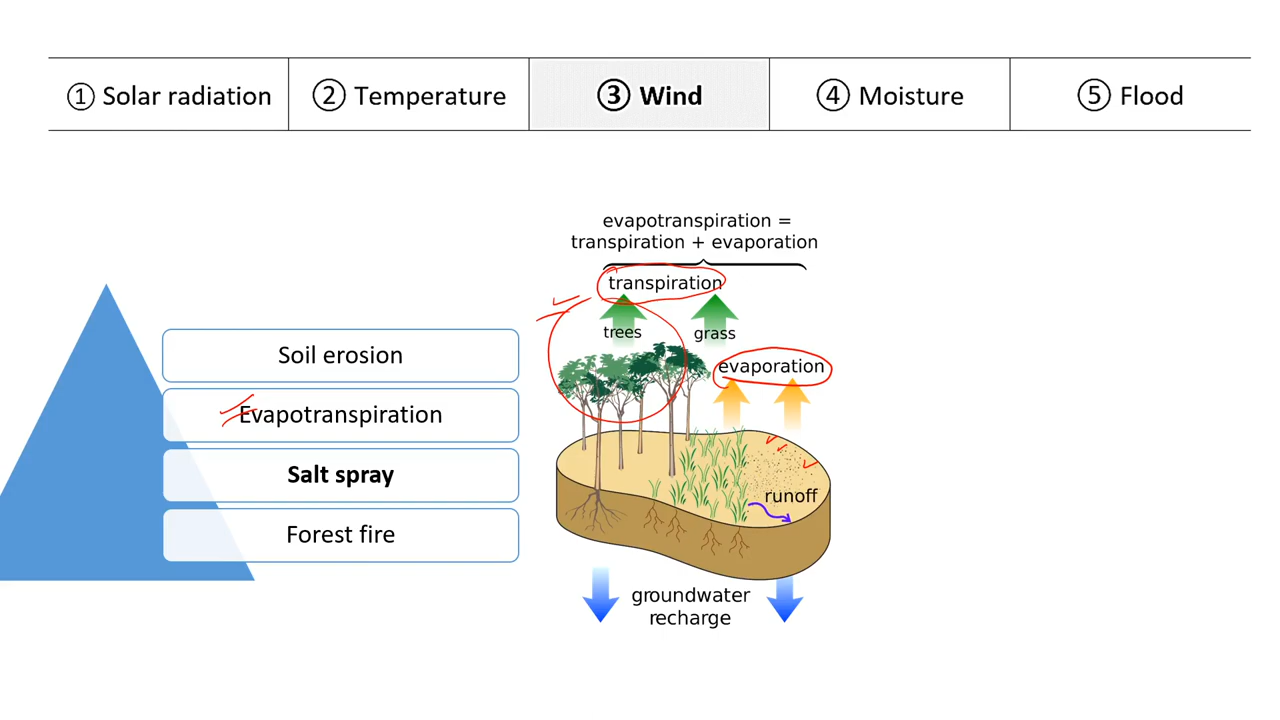 ① Solar radiation
② Temperature
③ Wind
④ Moisture
⑤ Flood
Soil erosion
Evapotranspiration
Salt spray
Forest fire
evapotranspiration =
transpiration + evaporation
transpiration
trees
grass
evaporation
runoff
groundwater
recharge